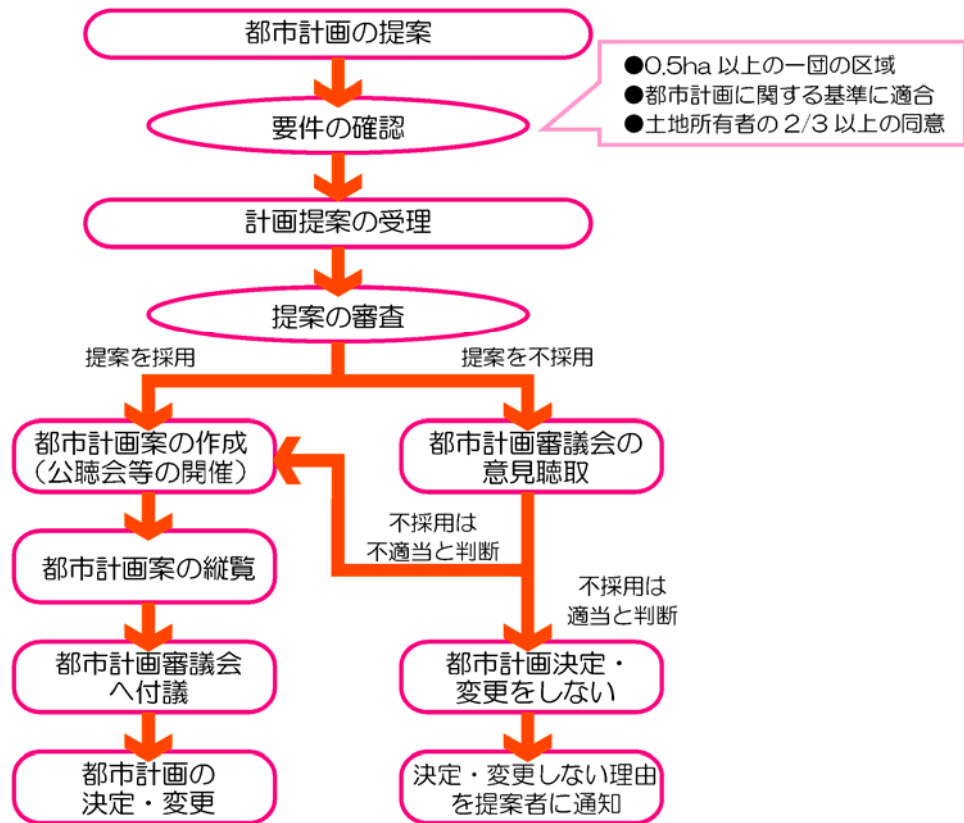 都市計画の提案
●0.5ha 以上の一団の区域
●都市計画に関する基準に適合
●土地所有者の 2/3 以上の同意
要件の確認
計画提案の受理
提案の審査
提案を採用
提案を不採用
都市計画案の作成
（公聴会等の開催）
都市計画審議会の
意見聴取
不採用は
不適当と判断
都市計画案の縦覧
不採用は
適当と判断
都市計画審議会
へ付議
都市計画決定・
変更をしない
都市計画の
決定・変更
決定・変更しない理由
を提案者に通知